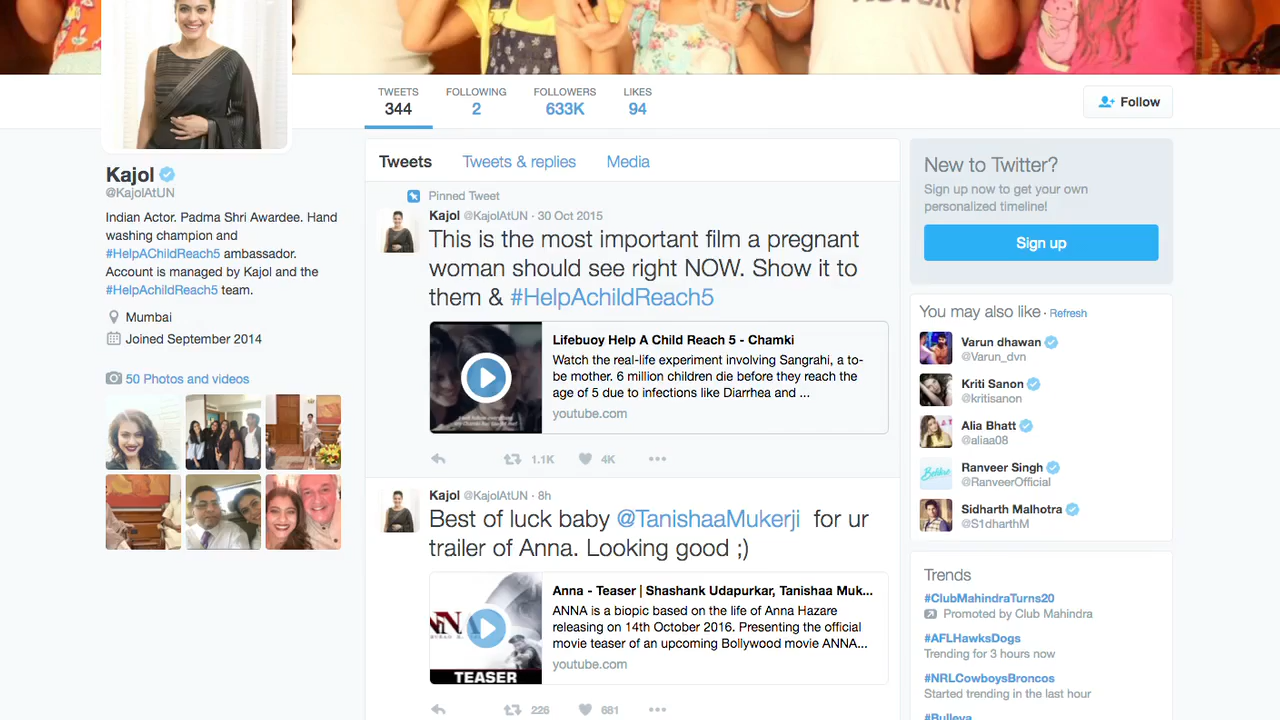 TWEETS
344
FOLLOWING
2
FOLLOWERS
633K
LIKES
94
Follow
Kajol
@KajolAtUN
Indian Actor. Padma Shri Awardee. Hand
washing champion and
#HelpAChildReach5 ambassador.
Account is managed by Kajol and the
#HelpAchildReach5 team.
Mumbai
Joined September 2014
50 Photos and videos
Tweets Tweets & replies Media
Pinned Tweet
Kajol @KajolAtUN · 30 Oct 2015
This is the most important film a pregnant
woman should see right NOW. Show it to
them & #HelpAchildReach5
Lifebuoy Help A Child Reach 5 - Chamki
Watch the real-life experiment involving Sangrahi, a to-
be mother. 6 million children die before they reach the
age of 5 due to infections like Diarrhea and ...
youtube.com
1.1K 4K
Kajol @KajolAtUN · 8h
Best of luck baby @TanishaaMukerji for ur
trailer of Anna. Looking good ;)
TEASER
Anna - Teaser | Shashank Udapurkar, Tanishaa Muk...
ANNA is a biopic based on the life of Anna Hazare
releasing on 14th October 2016. Presenting the official
movie teaser of an upcoming Bollywood movie ANNA...
youtube.com
226 681
New to Twitter?
Sign up now to get your own
personalized timeline!
Sign up
You may also like · Refresh
Varun dhawan
@Varun_dvn
Kriti Sanon
@kritisanon
Alia Bhatt
@aliaa08
Ranveer Singh
@RanveerOfficial
Sidharth Malhotra
@S1dharthM
Trends
#ClubMahindraTurns20
Promoted by Club Mahindra
#AFLHawksDogs
Trending for 3 hours now
#NRLCowboysBroncos
Started trending in the last hour
#Bulleya